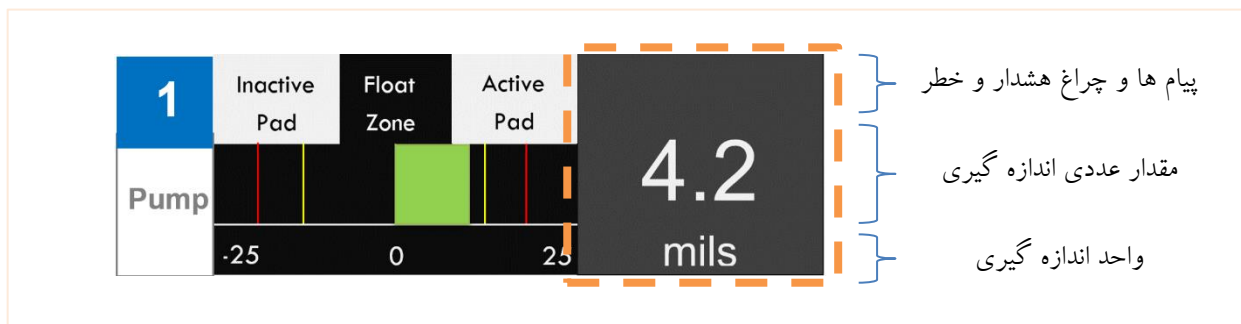 1
Inactive Pad
Float Zone
Active Pad
پیام ها و چراغ هشدار و خطر
Pump
4.2
مقدار عددی اندازه گیری
-25
0
25
mils
واحد اندازه گیری